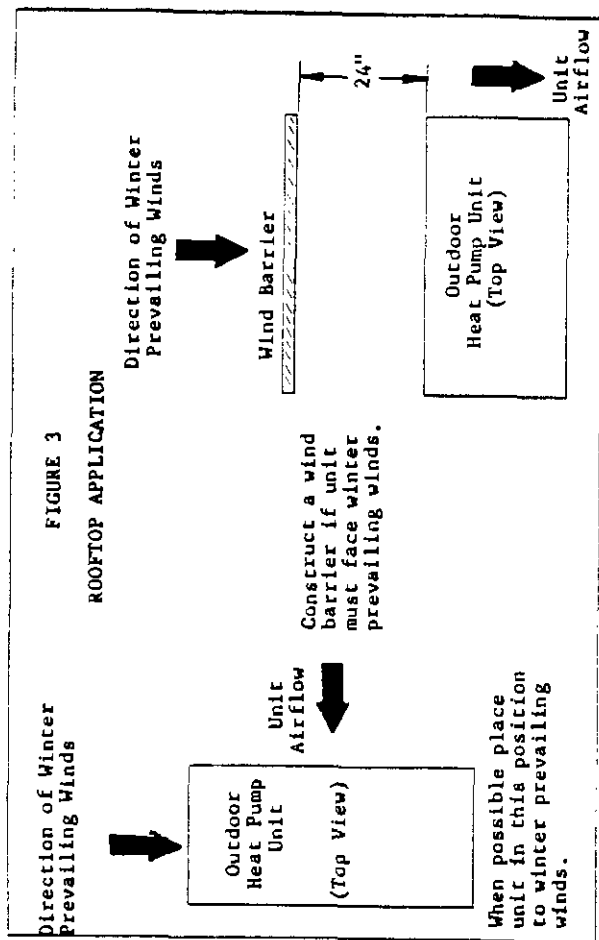 FIGURE 3
ROOFTOP APPLICATION
Direction of Winter
Prevailing Winds
Outdoor
Heat Pump
Unit
(Top View)
Unit
Airflow
When possible place
unit in this position
to winter prevailing
winds.
Construct a wind
barrier if unit
must face winter
prevailing winds.
Direction of Winter
Prevailing Winds
Wind Barrier
24"
Outdoor
Heat Pump Unit
(Top View)
Unit
Airflow